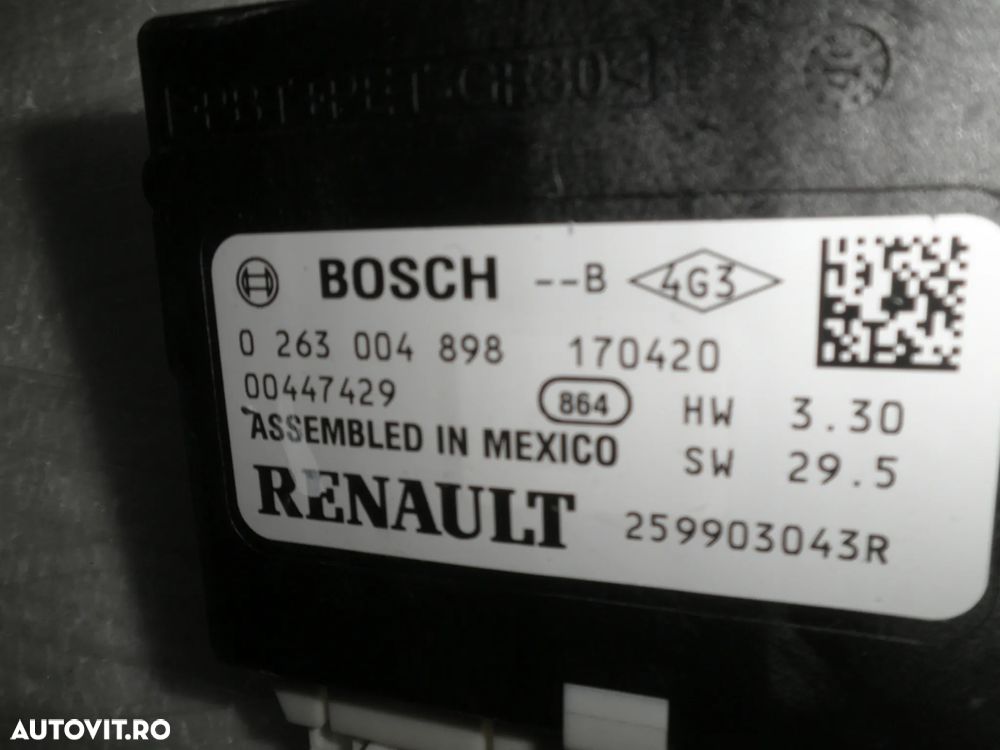 BOSCH --B 4G3
0 263 004 898 170420
00447429 864 HW 3.30
ASSEMBLED IN MEXICO SW 29.5
RENAULT 259903043R
AUTOVIT.RO